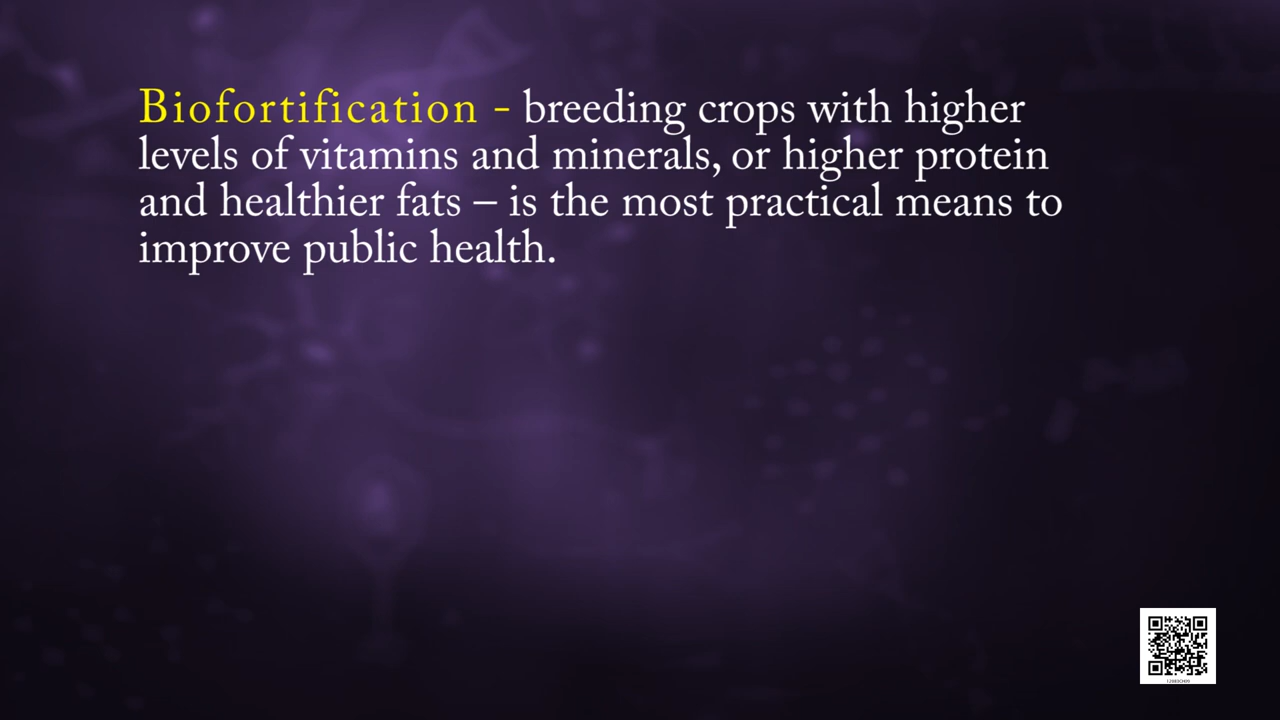 Biofortification - breeding crops with higher
levels of vitamins and minerals, or higher protein
and healthier fats – is the most practical means to
improve public health.